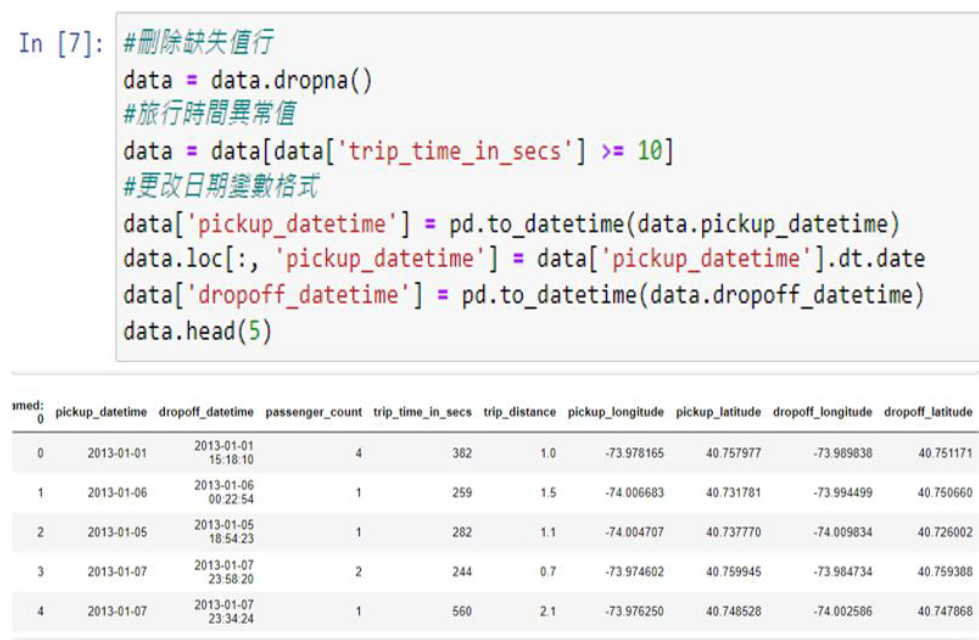 In [7]: #刪除缺失值行
data = data.dropna()
#旅行時間異常值
data = data[data['trip_time_in_secs'] >= 10]
#更改日期變數格式
data['pickup_datetime'] = pd.to_datetime(data.pickup_datetime)
data.loc[:, 'pickup_datetime'] = data['pickup_datetime'].dt.date
data['dropoff_datetime'] = pd.to_datetime(data.dropoff_datetime)
data.head(5)
amed: 0 pickup_datetime dropoff_datetime passenger_count trip_time_in_secs trip_distance pickup_longitude pickup_latitude dropoff_longitude dropoff_latitude
0 2013-01-01 2013-01-01 15:18:10 4 382 1.0 -73.978165 40.757977 -73.989838 40.751171
1 2013-01-06 2013-01-06 00:22:54 1 259 1.5 -74.006683 40.731781 -73.994499 40.750660
2 2013-01-05 2013-01-05 18:54:23 1 282 1.1 -74.004707 40.737770 -74.009834 40.726002
3 2013-01-07 2013-01-07 23:58:20 2 244 0.7 -73.974602 40.759945 -73.984734 40.759388
4 2013-01-07 2013-01-07 23:34:24 1 560 2.1 -73.976250 40.748528 -74.002586 40.747868